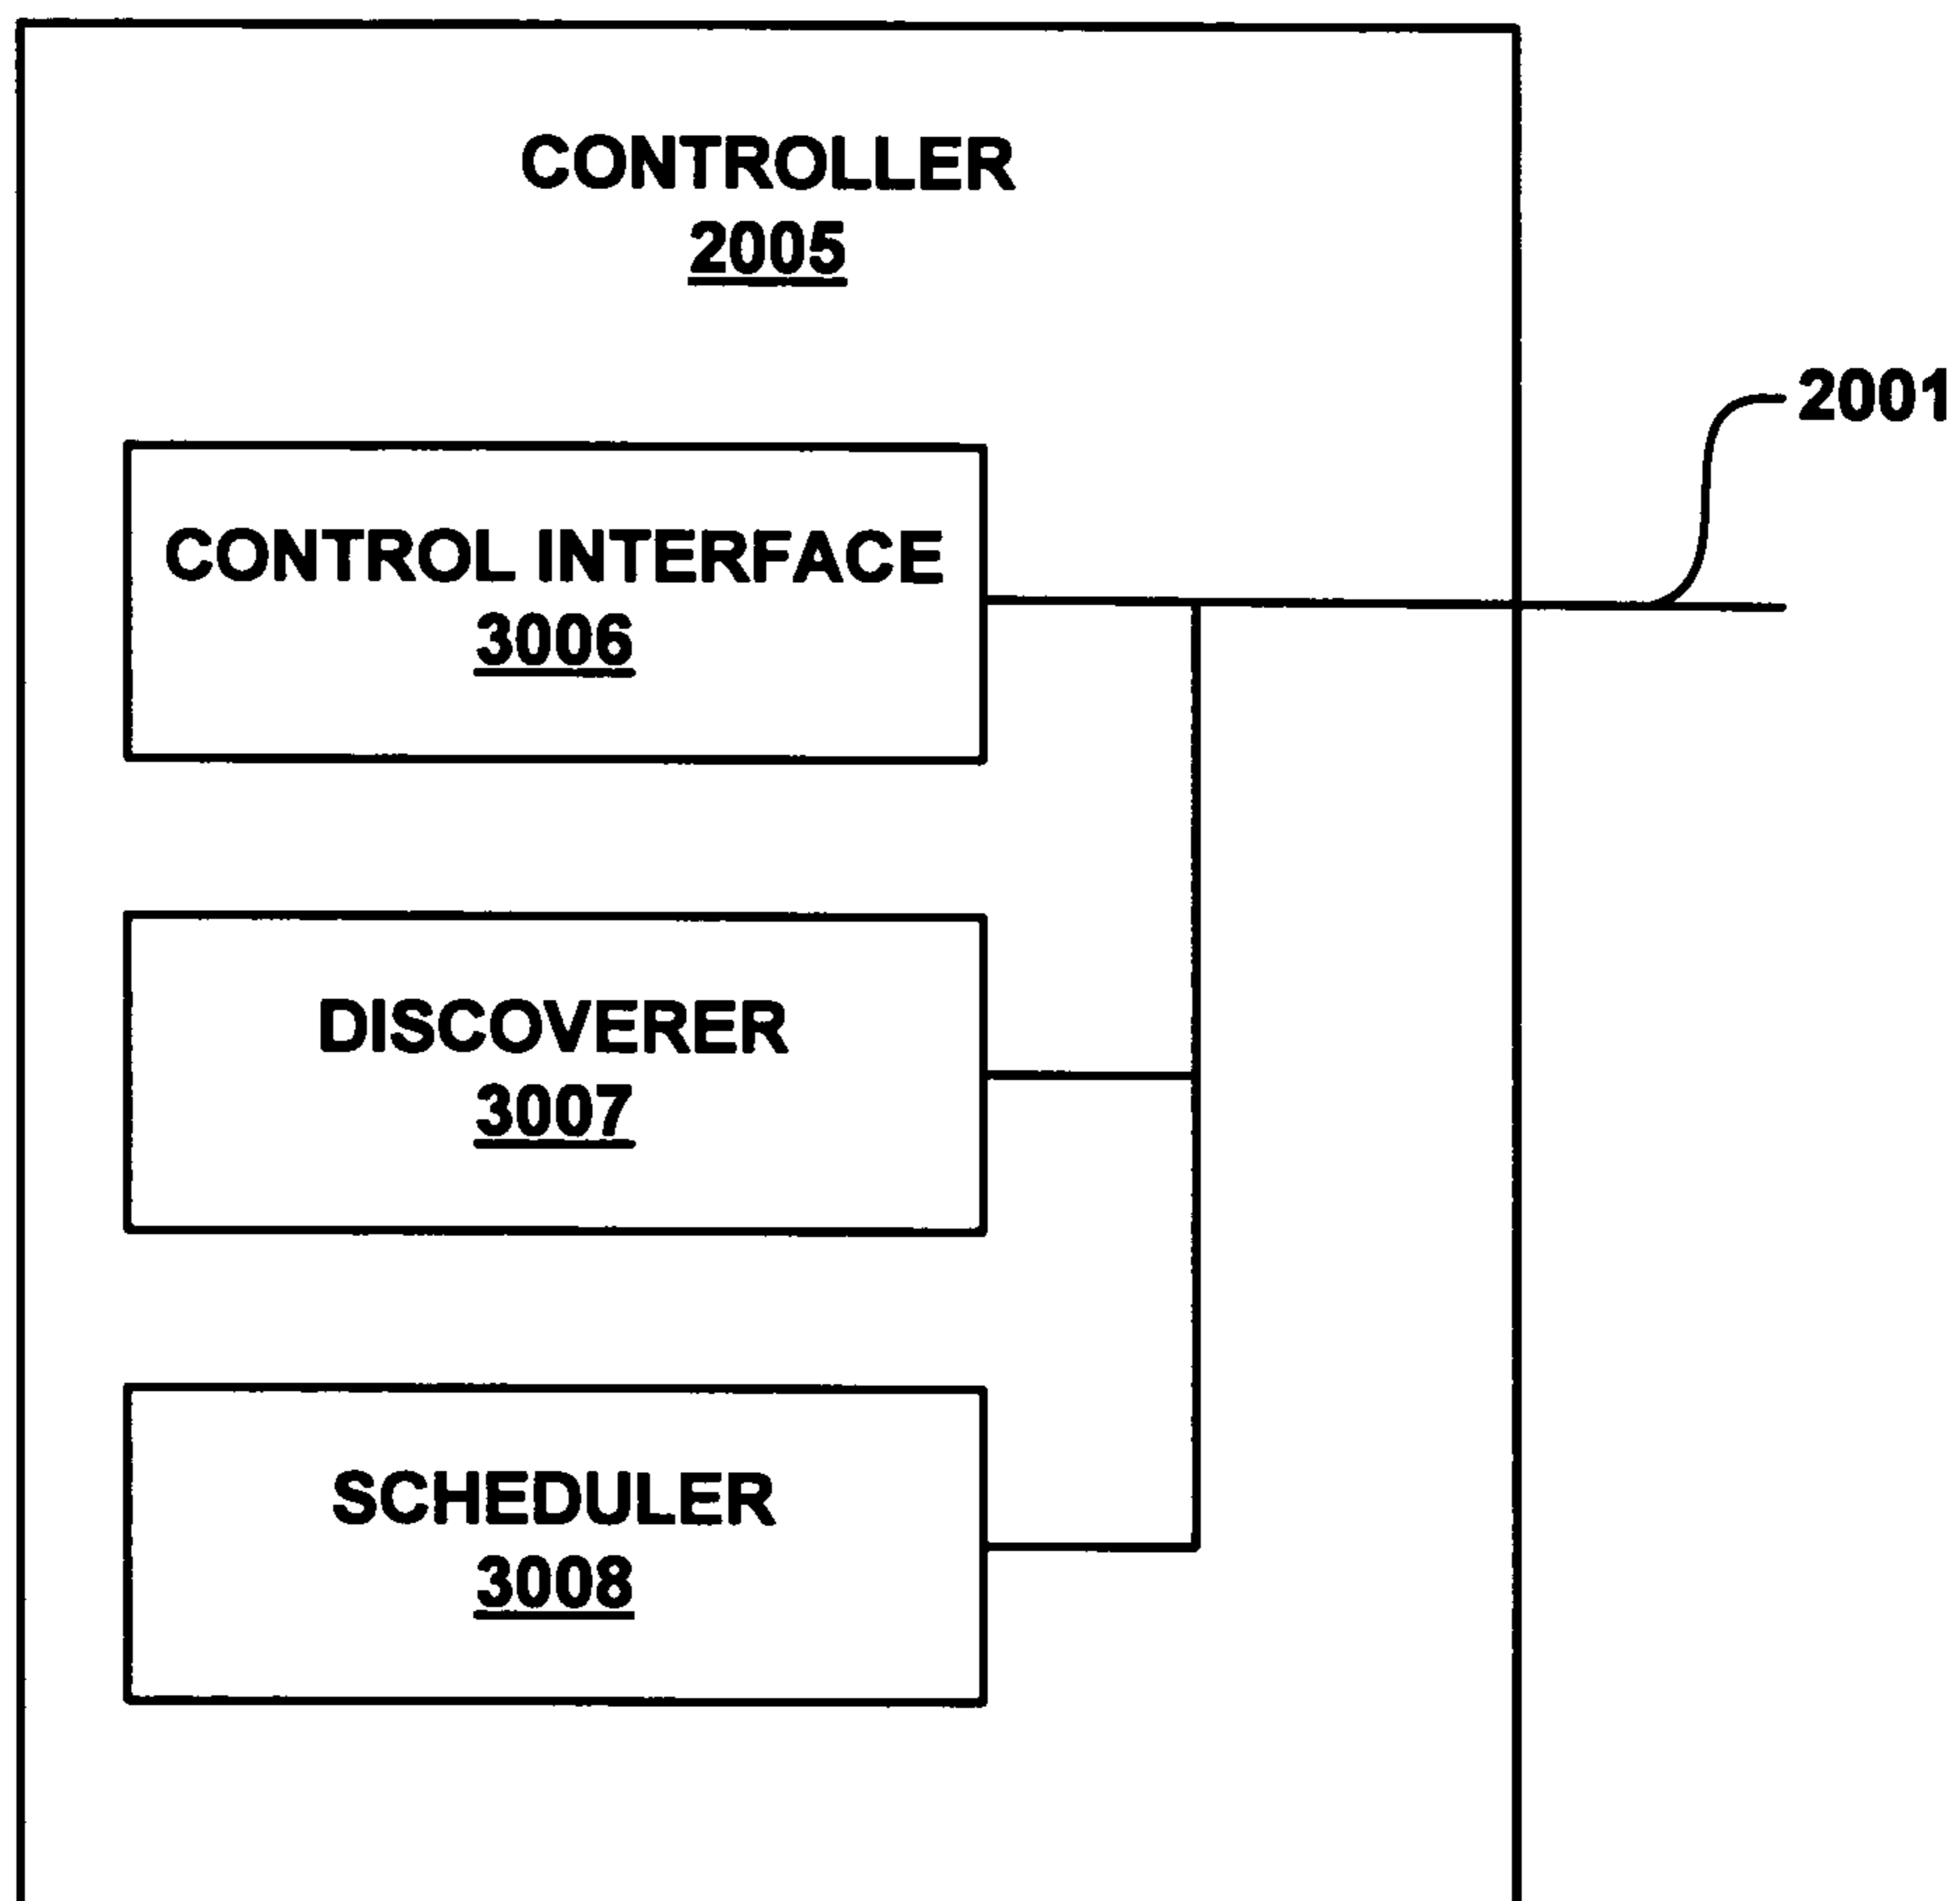 CONTROLLER
2005
2001
CONTROL INTERFACE
3006
DISCOVERER
3007
SCHEDULER
3008